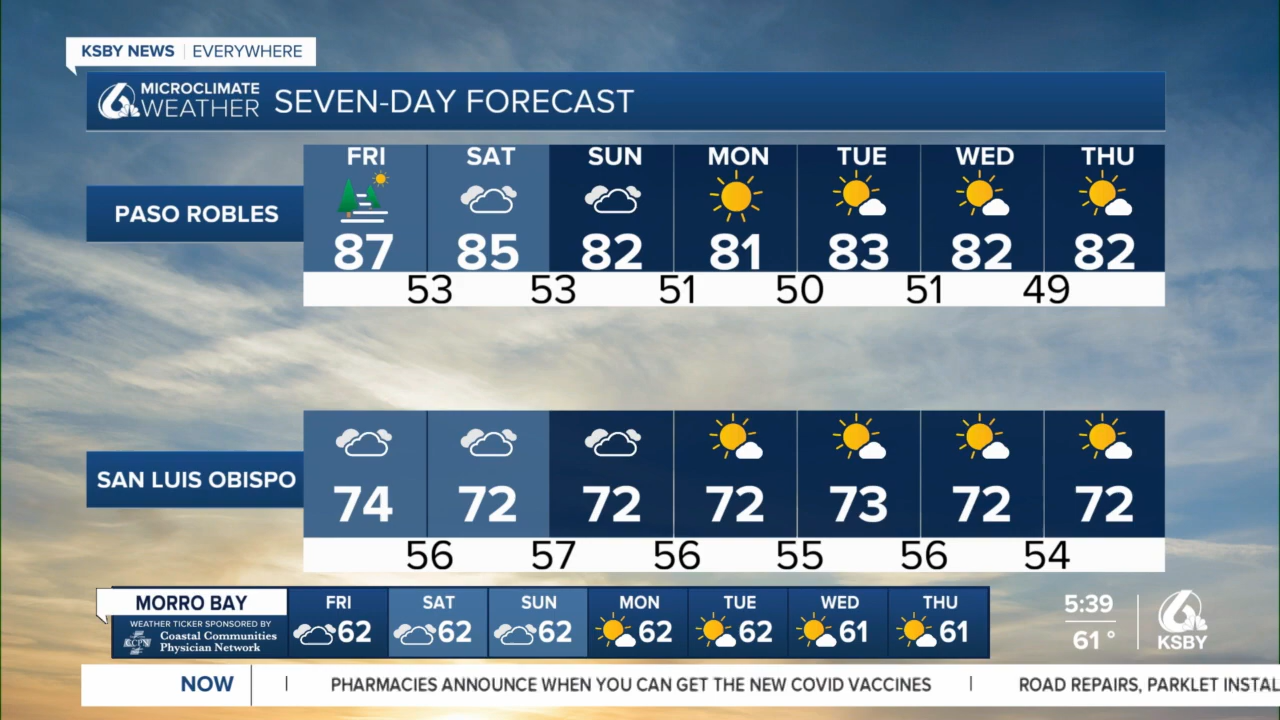 KSBY NEWS EVERYWHERE
6 MICROCLIMATE WEATHER SEVEN-DAY FORECAST
FRI SAT SUN MON TUE WED THU
PASO ROBLES
87 85 82 81 83 82 82
53 53 51 50 51 49
SAN LUIS OBISPO
74 72 72 72 73 72 72
56 57 56 55 56 54
MORRO BAY
WEATHER TICKER SPONSORED BY
CCPN Coastal Communities
Physician Network
FRI SAT SUN MON TUE WED THU
62 62 62 62 62 61 61
5:39
61°
6
KSBY
NOW | PHARMACIES ANNOUNCE WHEN YOU CAN GET THE NEW COVID VACCINES | ROAD REPAIRS, PARKLET INSTAL